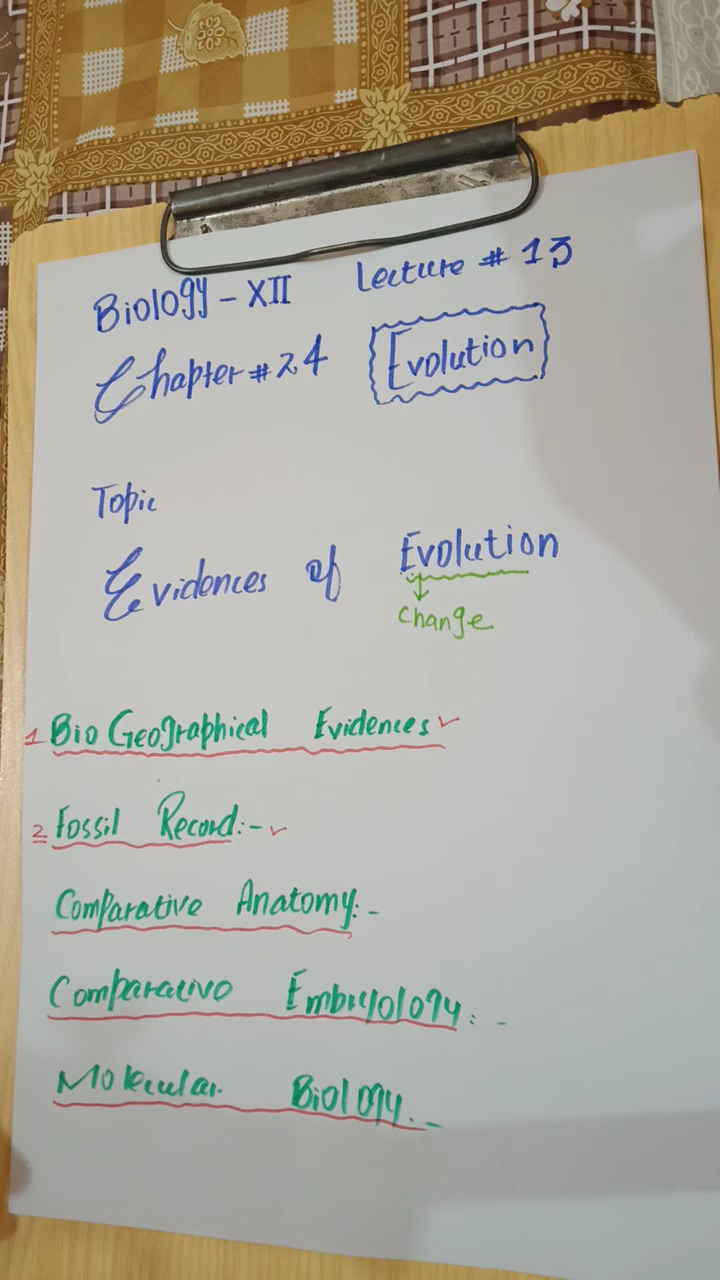 Biology - XII Lecture # 13
Chapter # 24 Evolution
Topic
Evidences of Evolution
Change
1 Bio Geographical Evidences ✓
2 Fossil Record:- ✓
Comparative Anatomy:-
Comparative Embryology:-
Molecular Biology.-